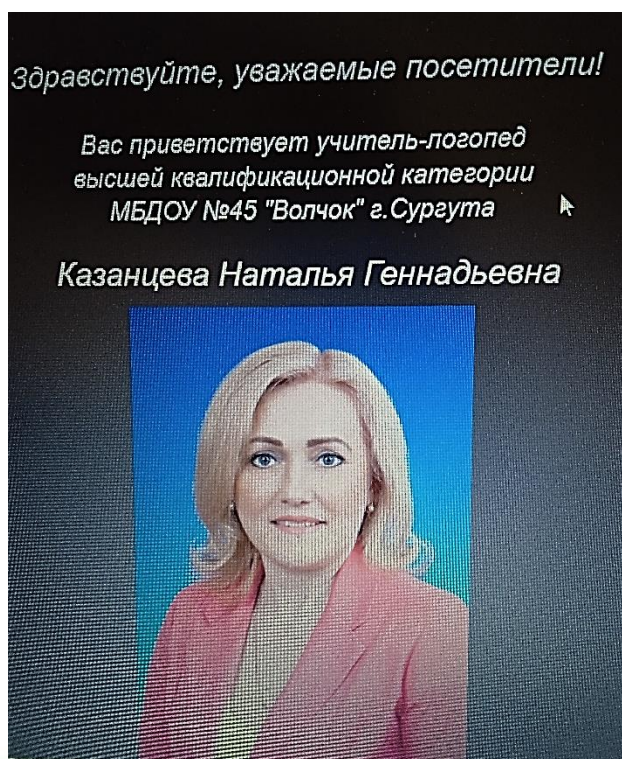 Здравствуйте, уважаемые посетители!
Вас приветствует учитель-логопед
высшей квалификационной категории
МБДОУ №45 "Волчок" г.Сургута
Казанцева Наталья Геннадьевна